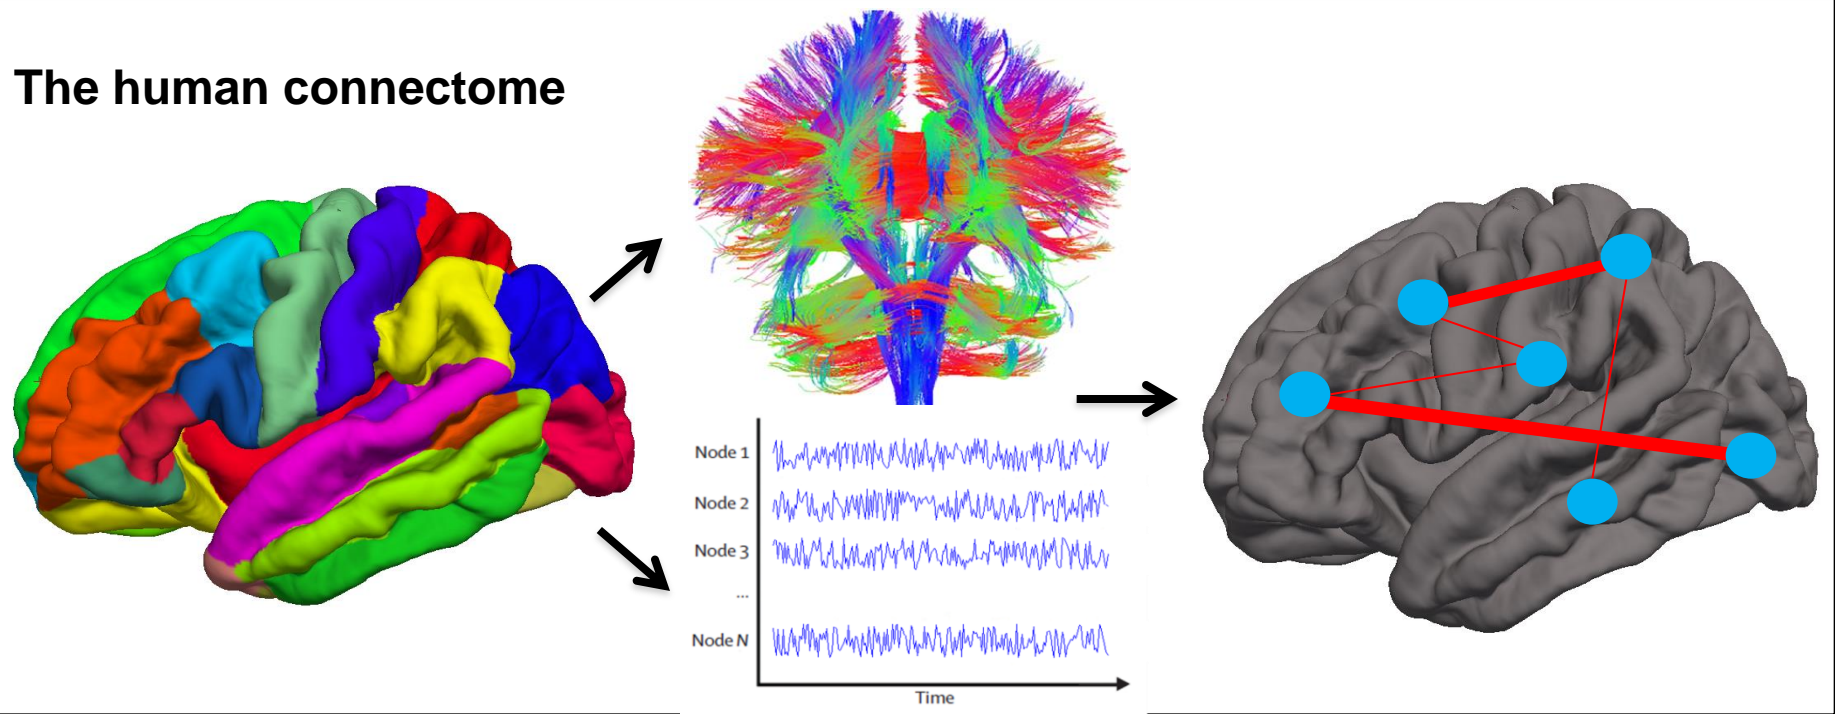 The human connectome
Node 1
Node 2
Node 3
...
Node N
Time